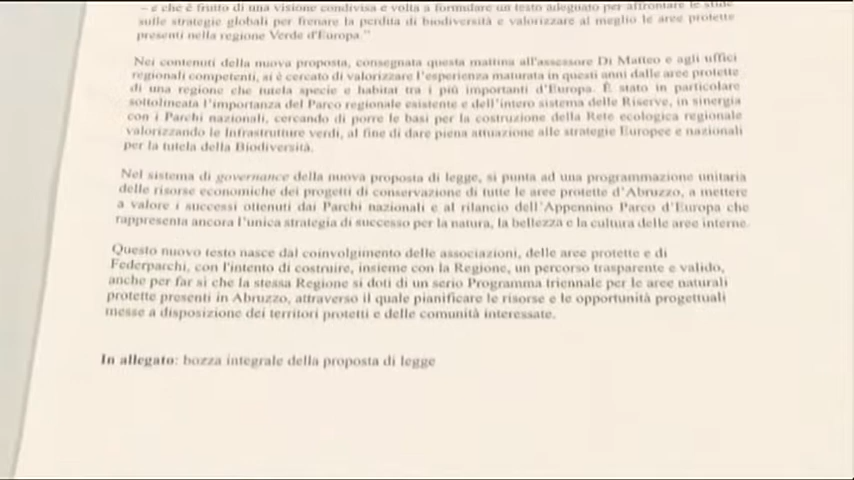 – e che è frutto di una visione condivisa e volta a formulare un testo adeguato per affrontare le sfide
sulle strategie globali per frenare la perdita di biodiversità e valorizzare al meglio le aree protette
presenti nella regione Verde d'Europa."
Nei contenuti della nuova proposta, consegnata questa mattina all'assessore Di Matteo e agli uffici
regionali competenti, si è cercato di valorizzare l'esperienza maturata in questi anni dalle aree protette
di una regione che tutela specie e habitat tra i più importanti d'Europa. È stato in particolare
sottolineata l'importanza del Parco regionale esistente e dell'intero sistema delle Riserve, in sinergia
con i Parchi nazionali, cercando di porre le basi per la costruzione della Rete ecologica regionale
valorizzando le Infrastrutture verdi, al fine di dare piena attuazione alle strategie Europee e nazionali
per la tutela della Biodiversità.
Nel sistema di governance della nuova proposta di legge, si punta ad una programmazione unitaria
delle risorse economiche dei progetti di conservazione di tutte le aree protette d'Abruzzo, a mettere
a valore i successi ottenuti dai Parchi nazionali e al rilancio dell'Appennino Parco d'Europa che
rappresenta ancora l'unica strategia di successo per la natura, la bellezza e la cultura delle aree interne.
Questo nuovo testo nasce dal coinvolgimento delle associazioni, delle aree protette e di
Federparchi, con l'intento di costruire, insieme con la Regione, un percorso trasparente e valido,
anche per far si che la stessa Regione si doti di un serio Programma triennale per le aree naturali
protette presenti in Abruzzo, attraverso il quale pianificare le risorse e le opportunità progettuali
messe a disposizione dei territori protetti e delle comunità interessate.
In allegato: bozza integrale della proposta di legge